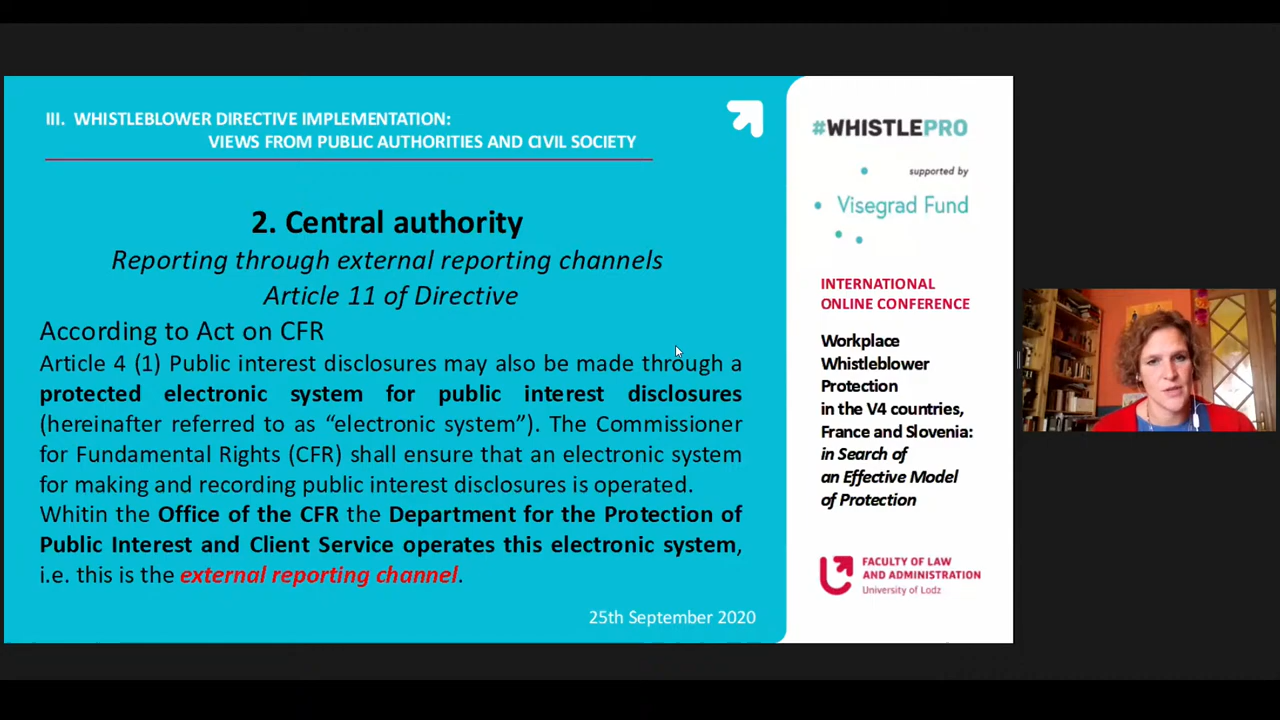 III. WHISTLEBLOWER DIRECTIVE IMPLEMENTATION:
VIEWS FROM PUBLIC AUTHORITIES AND CIVIL SOCIETY
2. Central authority
Reporting through external reporting channels
Article 11 of Directive
According to Act on CFR
Article 4 (1) Public interest disclosures may also be made through a
protected electronic system for public interest disclosures
(hereinafter referred to as “electronic system”). The Commissioner
for Fundamental Rights (CFR) shall ensure that an electronic system
for making and recording public interest disclosures is operated.
Whitin the Office of the CFR the Department for the Protection of
Public Interest and Client Service operates this electronic system,
i.e. this is the external reporting channel.
25th September 2020
#WHISTLEPRO
supported by
Visegrad Fund
INTERNATIONAL
ONLINE CONFERENCE
Workplace
Whistleblower
Protection
in the V4 countries,
France and Slovenia:
in Search of
an Effective Model
of Protection
FACULTY OF LAW
AND ADMINISTRATION
University of Lodz